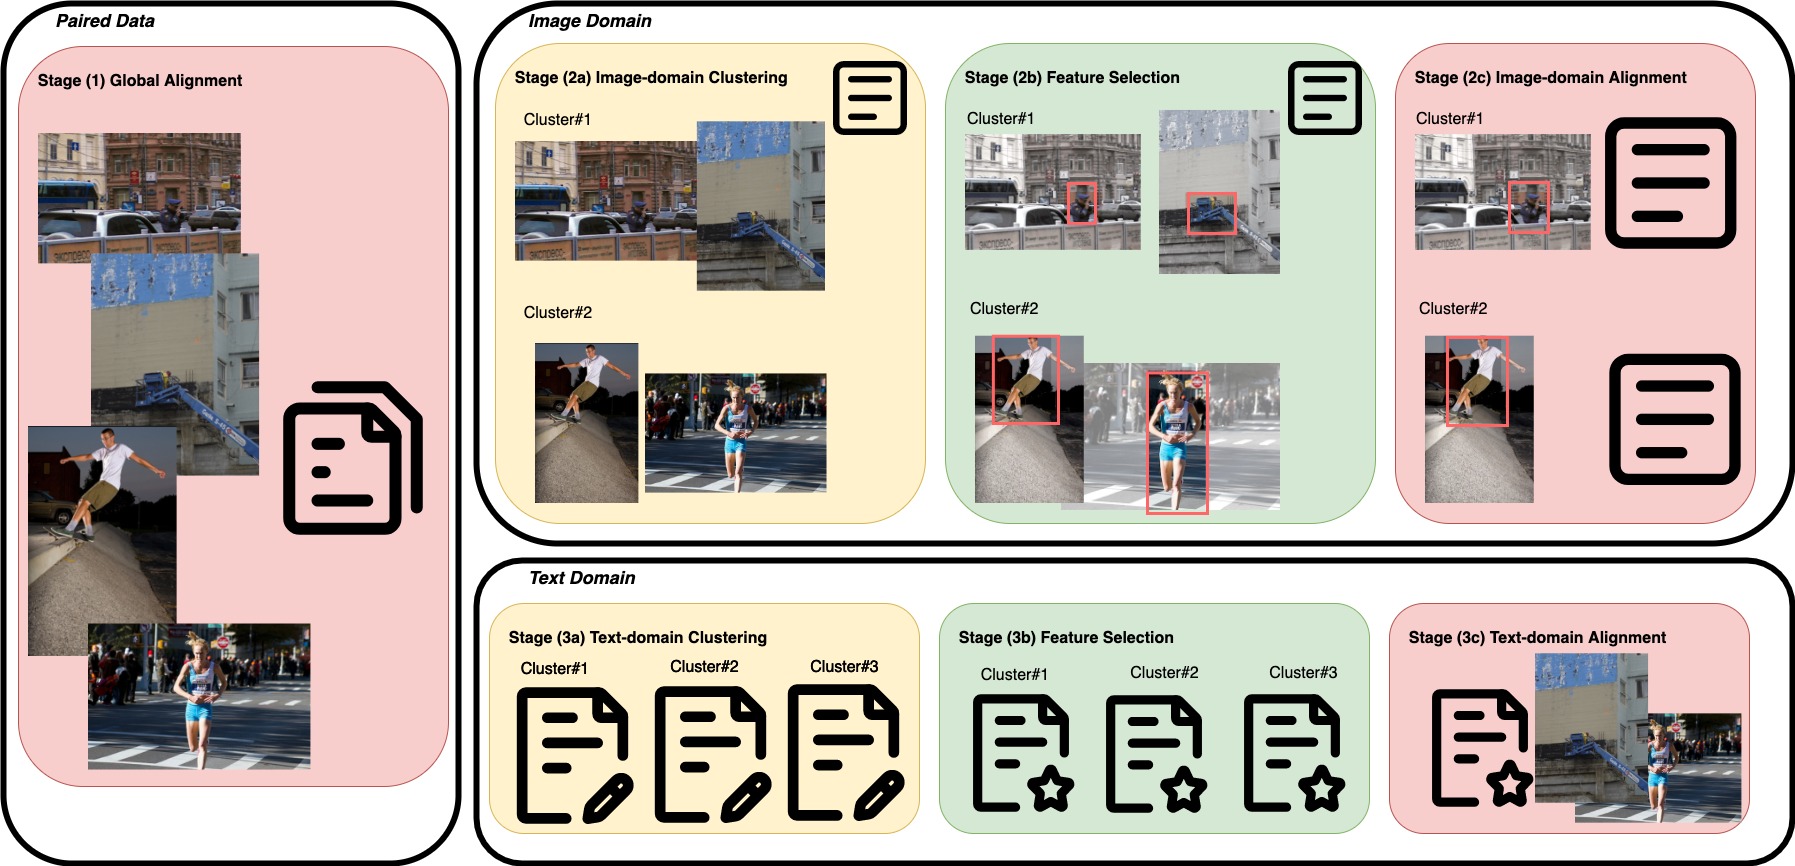 Paired Data
Stage (1) Global Alignment
Image Domain
Stage (2a) Image-domain Clustering
Cluster#1
Cluster#2
Stage (2b) Feature Selection
Cluster#1
Cluster#2
Stage (2c) Image-domain Alignment
Cluster#1
Cluster#2
Text Domain
Stage (3a) Text-domain Clustering
Cluster#1
Cluster#2
Cluster#3
Stage (3b) Feature Selection
Cluster#1
Cluster#2
Cluster#3
Stage (3c) Text-domain Alignment